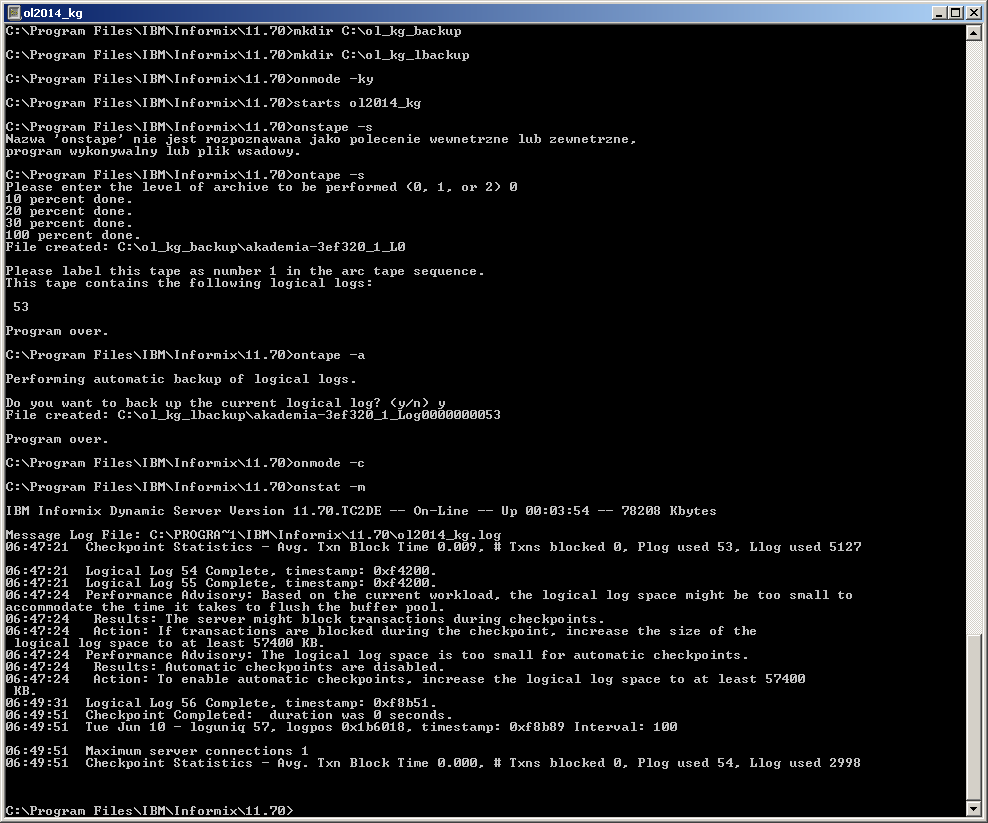 ol2014_kg
C:\Program Files\IBM\Informix\11.70>mkdir C:\ol_kg_backup
C:\Program Files\IBM\Informix\11.70>mkdir C:\ol_kg_lbackup
C:\Program Files\IBM\Informix\11.70>onmode -ky
C:\Program Files\IBM\Informix\11.70>starts ol2014_kg
C:\Program Files\IBM\Informix\11.70>onstape -s
Nazwa 'onstape' nie jest rozpoznawana jako polecenie wewnetrzne lub zewnetrzne,
program wykonywalny lub plik wsadowy.
C:\Program Files\IBM\Informix\11.70>ontape -s
Please enter the level of archive to be performed (0, 1, or 2) 0
10 percent done.
20 percent done.
30 percent done.
100 percent done.
File created: C:\ol_kg_backup\akademia-3ef320_1_L0
Please label this tape as number 1 in the arc tape sequence.
This tape contains the following logical logs:
53
Program over.
C:\Program Files\IBM\Informix\11.70>ontape -a
Performing automatic backup of logical logs.
Do you want to back up the current logical log? (y/n) y
File created: C:\ol_kg_lbackup\akademia-3ef320_1_Log0000000053
Program over.
C:\Program Files\IBM\Informix\11.70>onmode -c
C:\Program Files\IBM\Informix\11.70>onstat -m
IBM Informix Dynamic Server Version 11.70.TC2DE -- On-Line -- Up 00:03:54 -- 78208 Kbytes
Message Log File: C:\PROGRA~1\IBM\Informix\11.70\ol2014_kg.log
06:47:21  Checkpoint Statistics - Avg. Txn Block Time 0.009, # Txns blocked 0, Plog used 53, Llog used 5127
06:47:21  Logical Log 54 Complete, timestamp: 0xf4200.
06:47:21  Logical Log 55 Complete, timestamp: 0xf4200.
06:47:24  Performance Advisory: Based on the current workload, the logical log space might be too small to
accommodate the time it takes to flush the buffer pool.
06:47:24   Results: The server might block transactions during checkpoints.
06:47:24   Action: If transactions are blocked during the checkpoint, increase the size of the
logical log space to at least 57400 KB.
06:47:24  Performance Advisory: The logical log space is too small for automatic checkpoints.
06:47:24   Results: Automatic checkpoints are disabled.
06:47:24   Action: To enable automatic checkpoints, increase the logical log space to at least 57400
KB.
06:49:31  Logical Log 56 Complete, timestamp: 0xf8b51.
06:49:51  Checkpoint Completed:  duration was 0 seconds.
06:49:51  Tue Jun 10 - loguniq 57, logpos 0x1b6018, timestamp: 0xf8b89 Interval: 100
06:49:51  Maximum server connections 1
06:49:51  Checkpoint Statistics - Avg. Txn Block Time 0.000, # Txns blocked 0, Plog used 54, Llog used 2998
C:\Program Files\IBM\Informix\11.70>